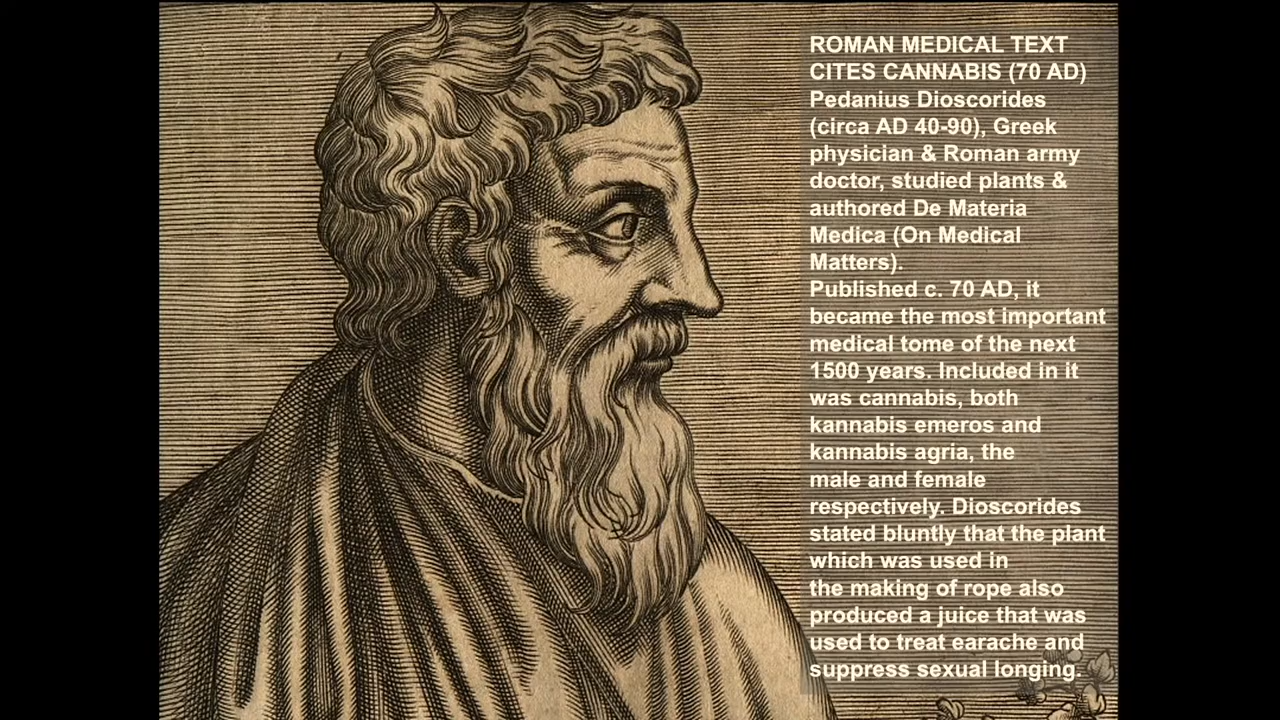 ROMAN MEDICAL TEXT
CITES CANNABIS (70 AD)
Pedanius Dioscorides
(circa AD 40-90), Greek
physician & Roman army
doctor, studied plants &
authored De Materia
Medica (On Medical
Matters).
Published c. 70 AD, it
became the most important
medical tome of the next
1500 years. Included in it
was cannabis, both
kannabis emeros and
kannabis agria, the
male and female
respectively. Dioscorides
stated bluntly that the plant
which was used in
the making of rope also
produced a juice that was
used to treat earache and
suppress sexual longing.